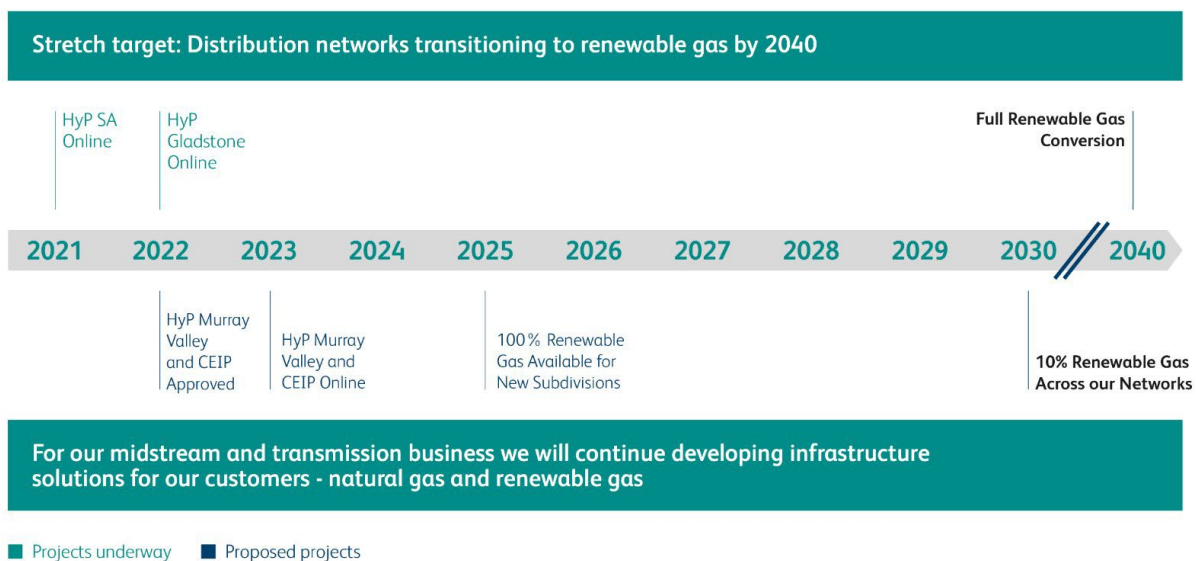 Stretch target: Distribution networks transitioning to renewable gas by 2040
HyP SA
Online
HyP
Gladstone
Online
Full Renewable Gas
Conversion
2021 2022 2023 2024 2025 2026 2027 2028 2029 2030 2040
HyP Murray
Valley
and CEIP
Approved
HyP Murray
Valley and
CEIP Online
100% Renewable
Gas Available for
New Subdivisions
10% Renewable Gas
Across our Networks
For our midstream and transmission business we will continue developing infrastructure
solutions for our customers - natural gas and renewable gas
Projects underway
Proposed projects